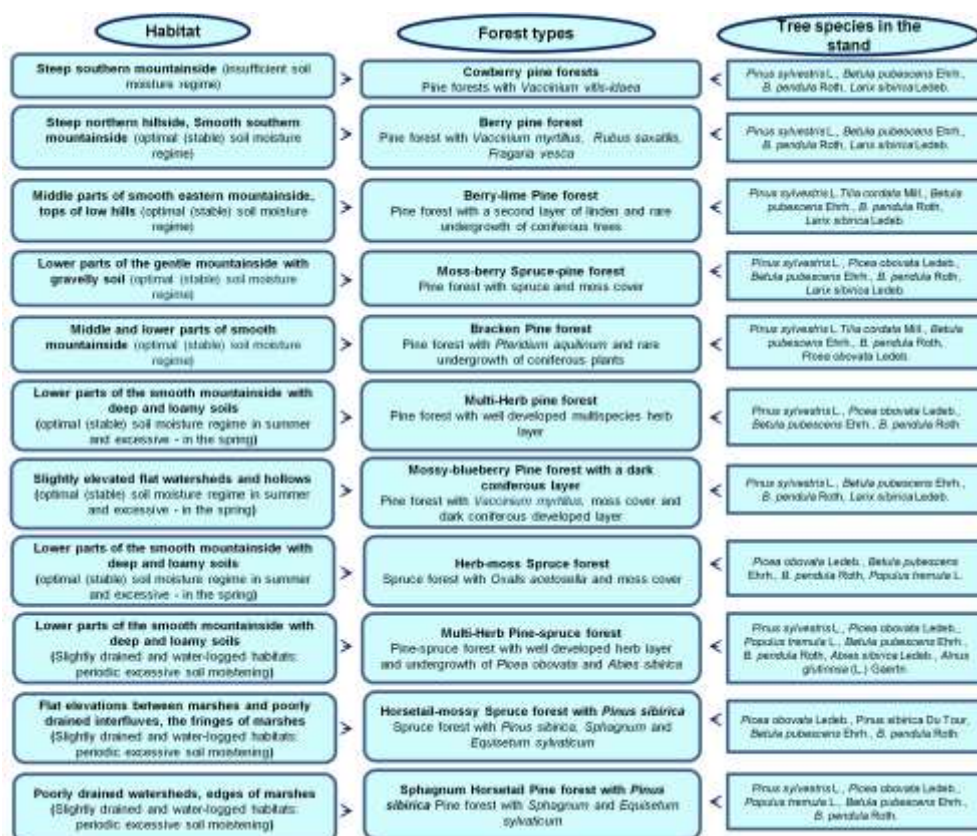 Habitat
Forest types
Tree species in the
stand
Steep southern mountainside (insufficient soil
moisture regime)
Cowberry pine forests
Pine forests with Vaccinium vitis-idaea
Pinus sylvestris L., Betula pubescens Ehrh.,
B. pendula Roth, Larix sibirica Ledeb.
Steep northern hillside, Smooth southern
mountainside (optimal (stable) soil moisture
regime)
Berry pine forest
Pine forest with Vaccinium myrtillus, Rubus saxatilis,
Fragaria vesca
Pinus sylvestris L., Betula pubescens Ehrh.,
B. pendula Roth, Larix sibirica Ledeb.
Middle parts of smooth eastern mountainside,
tops of low hills (optimal (stable) soil moisture
regime)
Berry-lime Pine forest
Pine forest with a second layer of linden and rare
undergrowth of coniferous trees
Pinus sylvestris L. Tilia cordata Mill., Betula
pubescens Ehrh., B. pendula Roth,
Larix sibirica Ledeb.
Lower parts of the gentle mountainside with
gravelly soil (optimal (stable) soil moisture
regime)
Moss-berry Spruce-pine forest
Pine forest with spruce and moss cover
Pinus sylvestris L., Picea obovata Ledeb.,
Betula pubescens Ehrh., B. pendula Roth,
Larix sibirica Ledeb.
Middle and lower parts of smooth
mountainside (optimal (stable) soil moisture
regime)
Bracken Pine forest
Pine forest with Pteridium aquilinum and rare
undergrowth of coniferous plants
Pinus sylvestris L. Tilia cordata Mill., Betula
pubescens Ehrh., B. pendula Roth,
Picea obovata Ledeb.
Lower parts of the smooth mountainside with
deep and loamy soils
(optimal (stable) soil moisture regime in summer
and excessive - in the spring)
Multi-Herb pine forest
Pine forest with well developed multispecies herb
layer
Pinus sylvestris L., Picea obovata Ledeb.,
Betula pubescens Ehrh., B. pendula Roth
Slightly elevated flat watersheds and hollows
(optimal (stable) soil moisture regime in summer
and excessive - in the spring)
Mossy-blueberry Pine forest with a dark
coniferous layer
Pine forest with Vaccinium myrtillus, moss cover and
dark coniferous developed layer
Pinus sylvestris L., Betula pubescens Ehrh.,
B. pendula Roth, Larix sibirica Ledeb.
Lower parts of the smooth mountainside with
deep and loamy soils
(optimal (stable) soil moisture regime in summer
and excessive - in the spring)
Herb-moss Spruce forest
Spruce forest with Oxalis acetosella and moss cover
Picea obovata Ledeb., Betula pubescens
Ehrh., B. pendula Roth, Populus tremula L.
Lower parts of the smooth mountainside with
deep and loamy soils
(Slightly drained and water-logged habitats:
periodic excessive soil moistening)
Multi-Herb Pine-spruce forest
Pine-spruce forest with well developed herb layer
and undergrowth of Picea obovata and Abies sibirica
Pinus sylvestris L., Picea obovata Ledeb.,
Populus tremula L., Betula pubescens Ehrh.,
B. pendula Roth, Abies sibirica Ledeb., Alnus
glutinosa (L.) Gaertn.
Flat elevations between marshes and poorly
drained interfluves, the fringes of marshes
(Slightly drained and water-logged habitats:
periodic excessive soil moistening)
Horsetail-mossy Spruce forest with Pinus sibirica
Spruce forest with Pinus sibirica, Sphagnum and
Equisetum sylvaticum
Picea obovata Ledeb., Pinus sibirica Du Tour,
Betula pubescens Ehrh., B. pendula Roth
Poorly drained watersheds, edges of marshes
(Slightly drained and water-logged habitats:
periodic excessive soil moistening)
Sphagnum Horsetail Pine forest with Pinus
sibirica Pine forest with Sphagnum and Equisetum
sylvaticum
Pinus sylvestris L., Picea obovata Ledeb.,
Populus tremula L., Betula pubescens Ehrh.,
B. pendula Roth.